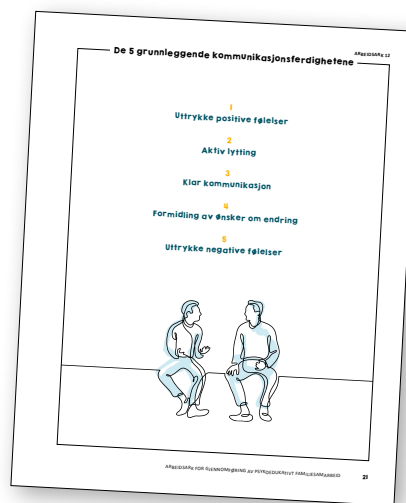 ARBEIDSARK 12
De 5 grunnleggende kommunikasjonsferdighetene
1
Uttrykke positive følelser
2
Aktiv lytting
3
Klar kommunikasjon
4
Formidling av ønsker om endring
5
Uttrykke negative følelser
ARBEIDSARK FOR GJENNOMFØRING AV PSYKOEDUKATIVT FAMILIESAMARBEID
21